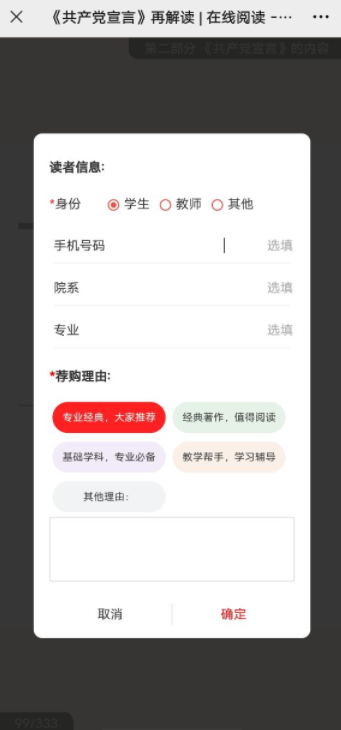 《共产党宣言》再解读 | 在线阅读 -…
第二部分 《共产党宣言》的内容
读者信息:
*身份 学生 教师 其他
手机号码 选填
院系 选填
专业 选填
*荐购理由:
专业经典，大家推荐 经典著作，值得阅读
基础学科，专业必备 教学帮手，学习辅导
其他理由:
取消 确定
99/333